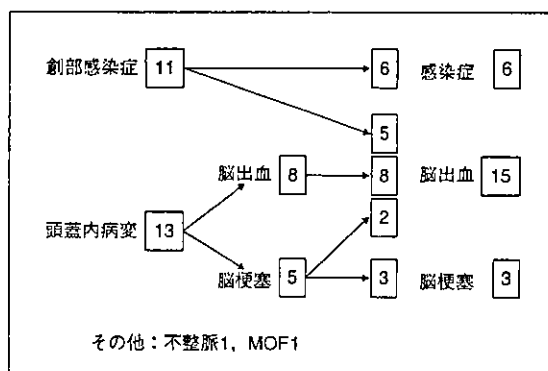 創部感染症 11 6 感染症 6
5
脳出血 8 8 脳出血 15
頭蓋内病変 13 2
脳梗塞 5 3 脳梗塞 3
その他：不整脈1，MOF1